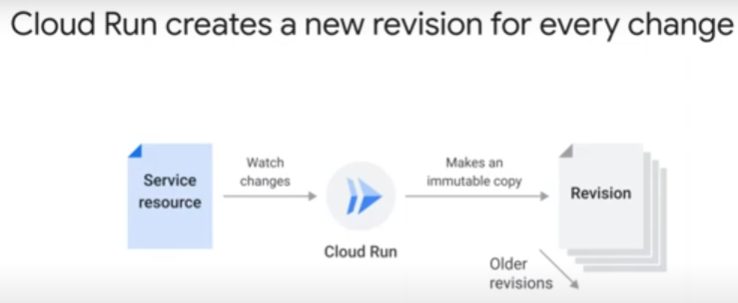 Cloud Run creates a new revision for every change
Service
resource
Watch
changes
Cloud Run
Makes an
immutable copy
Revision
Older
revisions